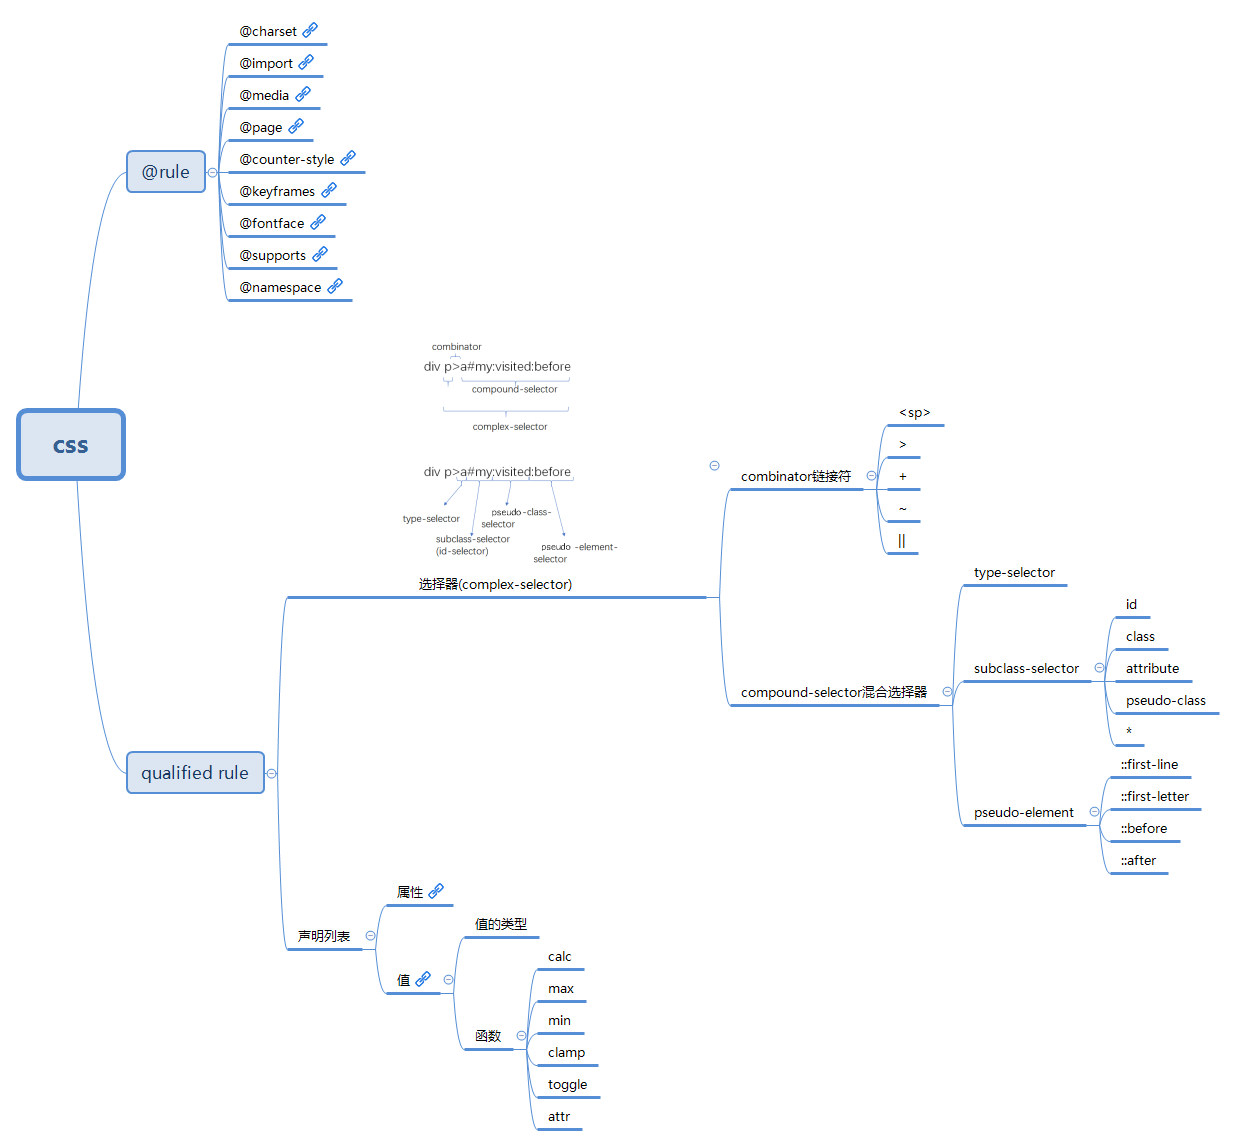 css
@rule
@charset
@import
@media
@page
@counter-style
@keyframes
@fontface
@supports
@namespace
qualified rule
combinator
div p>a#my:visited:before
compound-selector
complex-selector
div p>a#my:visited:before
type-selector
pseudo-class-
selector
subclass-selector
(id-selector)
pseudo -element-
selector
选择器(complex-selector)
combinator链接符
<sp>
>
+
~
||
compound-selector混合选择器
type-selector
subclass-selector
id
class
attribute
pseudo-class
*
pseudo-element
::first-line
::first-letter
::before
::after
声明列表
属性
值
值的类型
函数
calc
max
min
clamp
toggle
attr